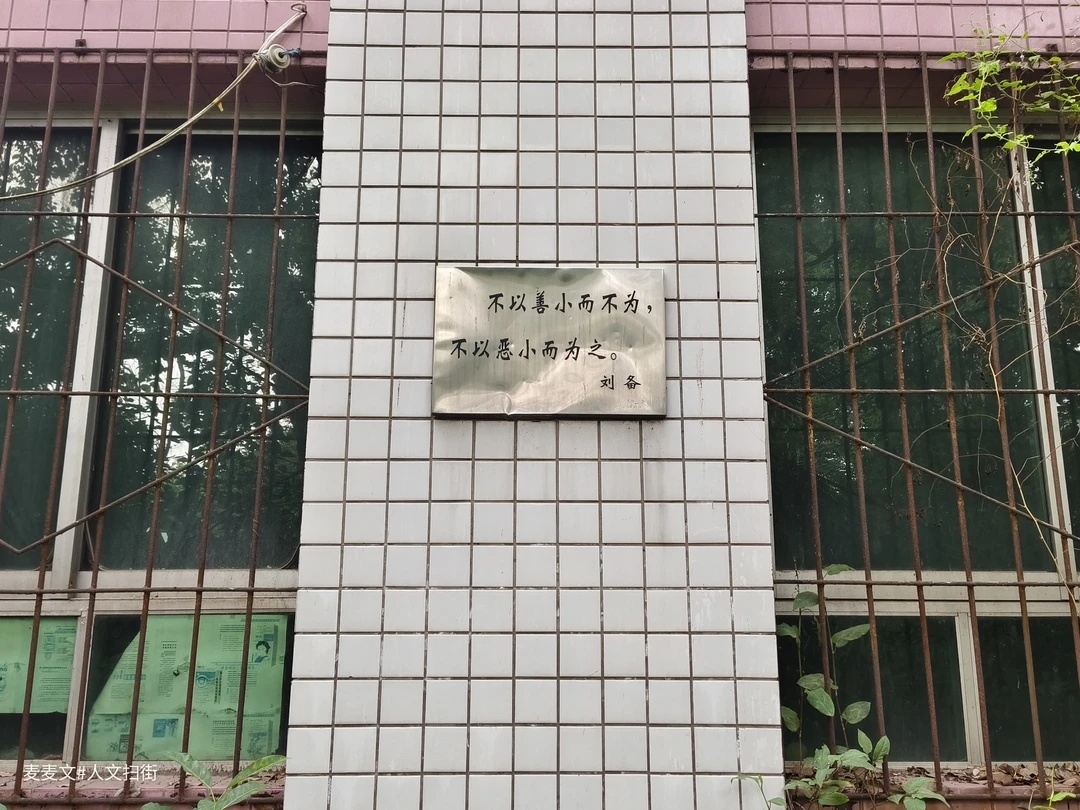 不以善小而不为，
不以恶小而为之。
刘备
麦麦文#人文扫街